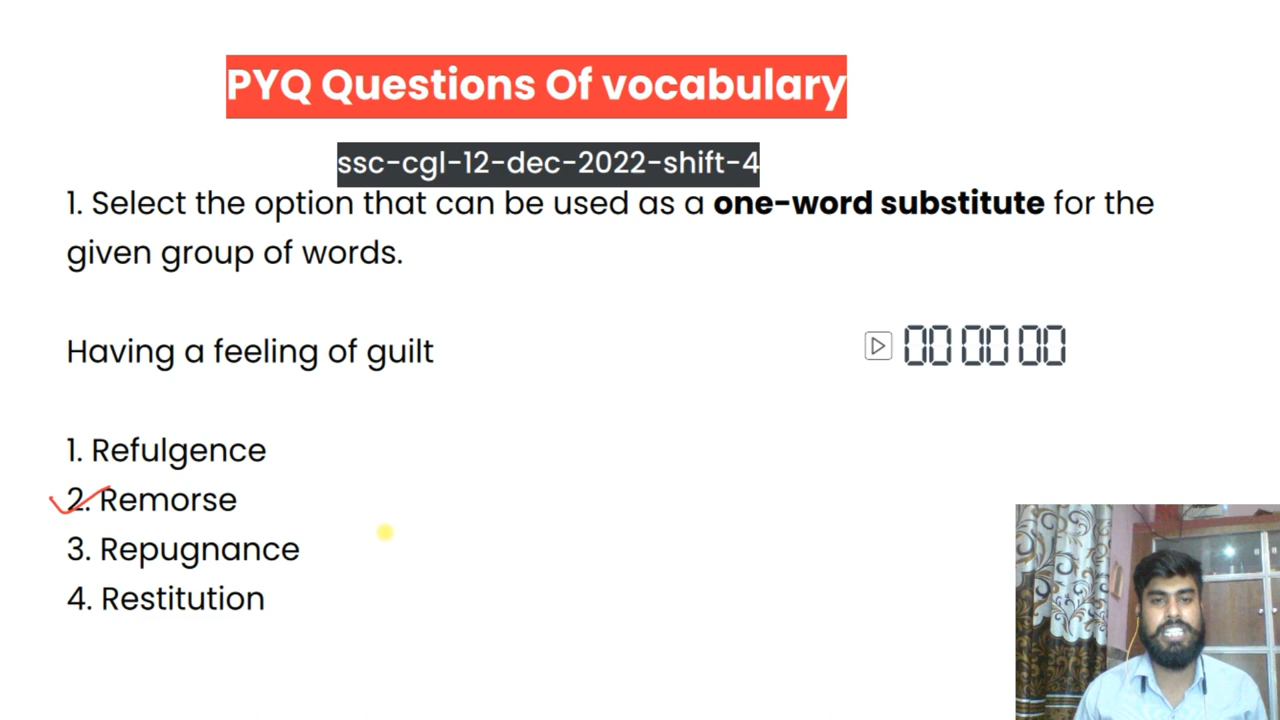 PYQ Questions Of vocabulary
ssc-cgl-12-dec-2022-shift-4
1. Select the option that can be used as a one-word substitute for the
given group of words.
Having a feeling of guilt
00 00 00
1. Refulgence
2. Remorse
3. Repugnance
4. Restitution